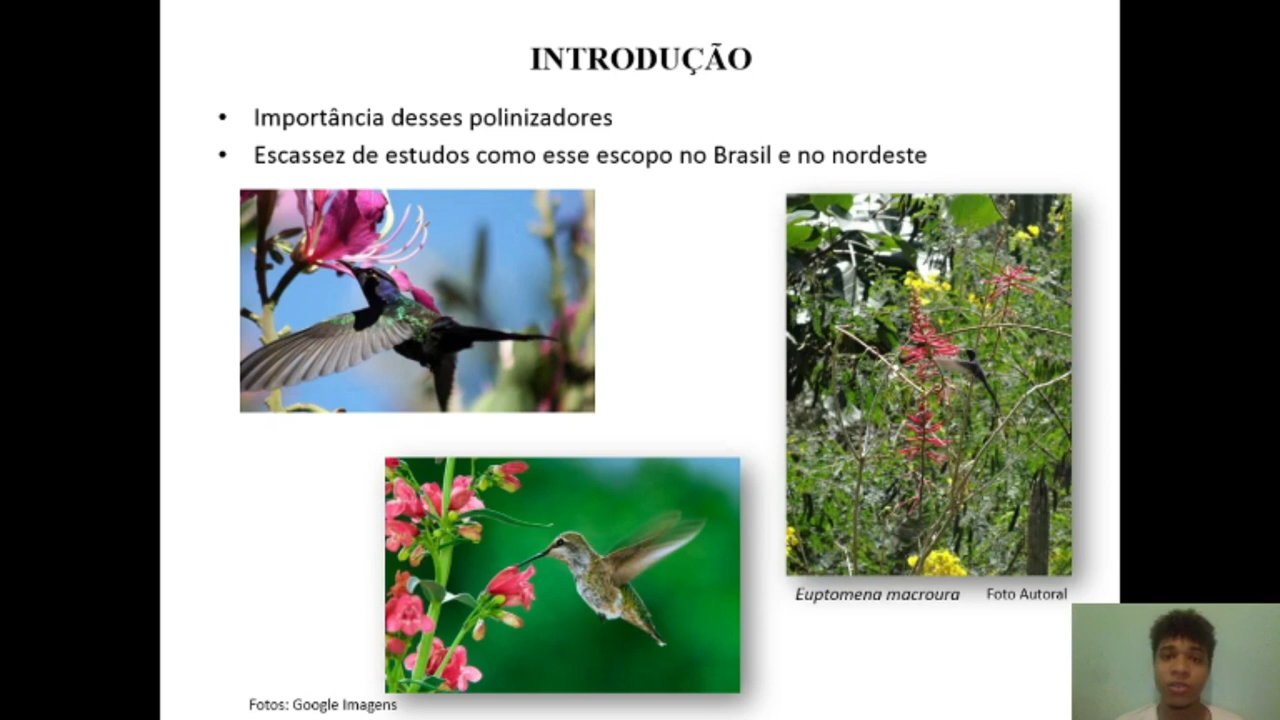 INTRODUÇÃO
• Importância desses polinizadores
• Escassez de estudos como esse escopo no Brasil e no nordeste
Euptomena macroura Foto Autoral
Fotos: Google Imagens